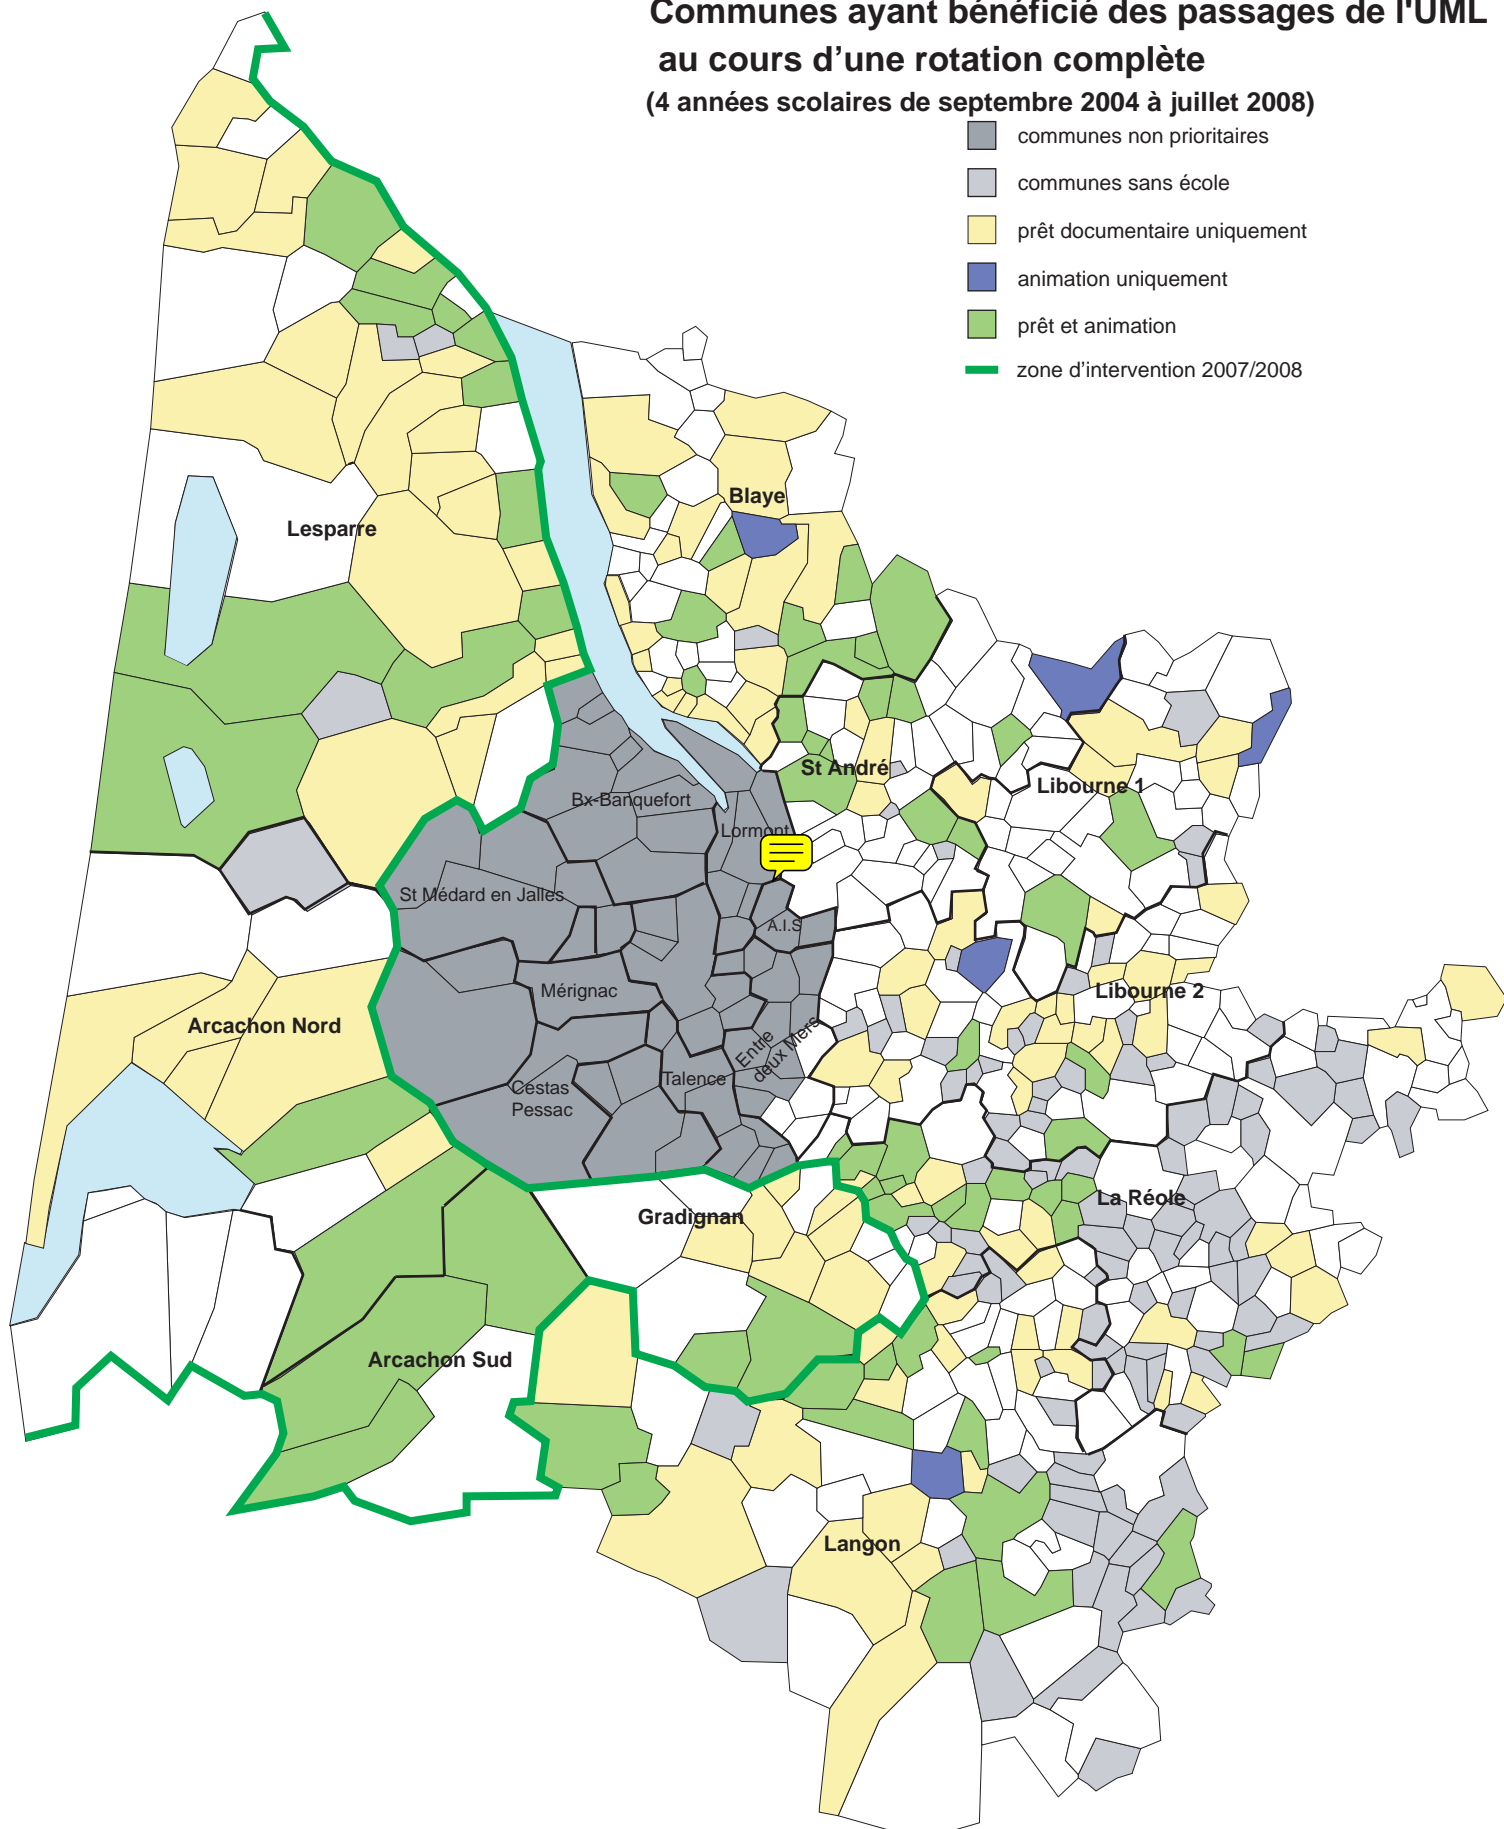 Communes ayant bénéficié des passages de l'UML
au cours d’une rotation complète
(4 années scolaires de septembre 2004 à juillet 2008)
communes non prioritaires
communes sans école
prêt documentaire uniquement
animation uniquement
prêt et animation
zone d’intervention 2007/2008
Blaye
Lesparre
St André
Libourne 1
Bx-Banquefort
Lormont
St Médard en Jalles
A.I.S
Mérignac
Libourne 2
Arcachon Nord
Entre
deux Mers
Talence
Cestas
Pessac
La Réole
Gradignan
Arcachon Sud
Langon